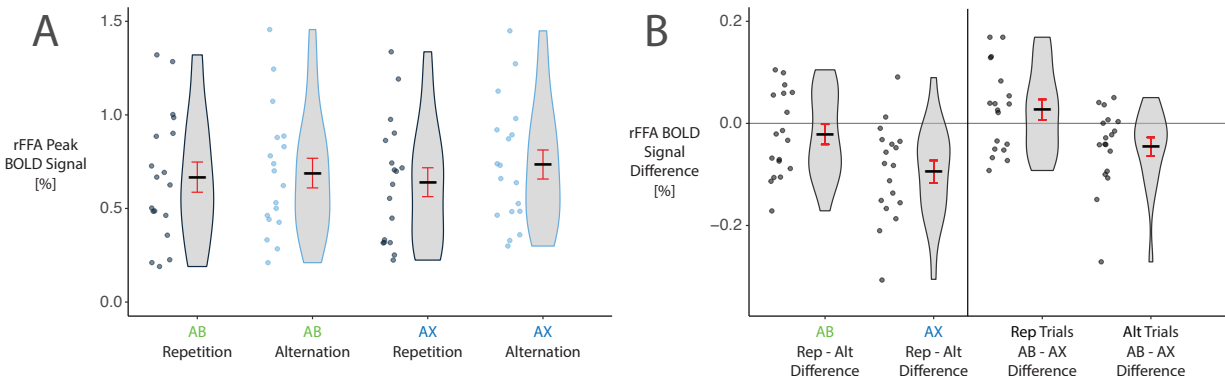 A
rFFA Peak
BOLD Signal
[%]
1.5
1.0
0.5
0.0
AB
Repetition
AB
Alternation
AX
Repetition
AX
Alternation
B
rFFA BOLD
Signal
Difference
[%]
0.2
0.0
−0.2
AB
Rep - Alt
Difference
AX
Rep - Alt
Difference
Rep Trials
AB - AX
Difference
Alt Trials
AB - AX
Difference